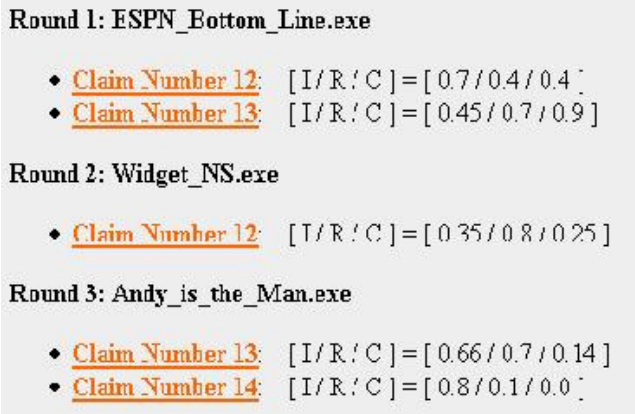 Round 1: ESPN_Bottom_Line.exe
• Claim Number 12: [ I / R / C ] = [ 0.7 / 0.4 / 0.4 ]
• Claim Number 13: [ I / R / C ] = [ 0.45 / 0.7 / 0.9 ]
Round 2: Widget_NS.exe
• Claim Number 12: [ I / R / C ] = [ 0.35 / 0.8 / 0.25 ]
Round 3: Andy_is_the_Man.exe
• Claim Number 13: [ I / R / C ] = [ 0.66 / 0.7 / 0.14 ]
• Claim Number 14: [ I / R / C ] = [ 0.8 / 0.1 / 0.0 ]